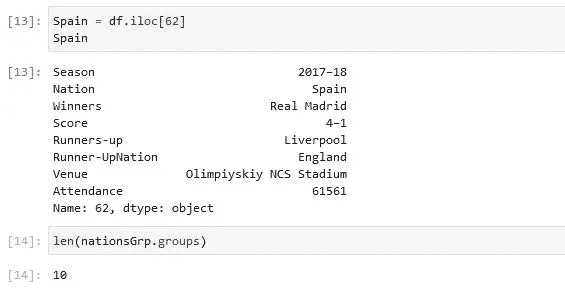 [13]: Spain = df.iloc[62]
Spain
[13]: Season 2017–18
Nation Spain
Winners Real Madrid
Score 4–1
Runners-up Liverpool
Runner-UpNation England
Venue Olimpiyskiy NCS Stadium
Attendance 61561
Name: 62, dtype: object
[14]: len(nationsGrp.groups)
[14]: 10